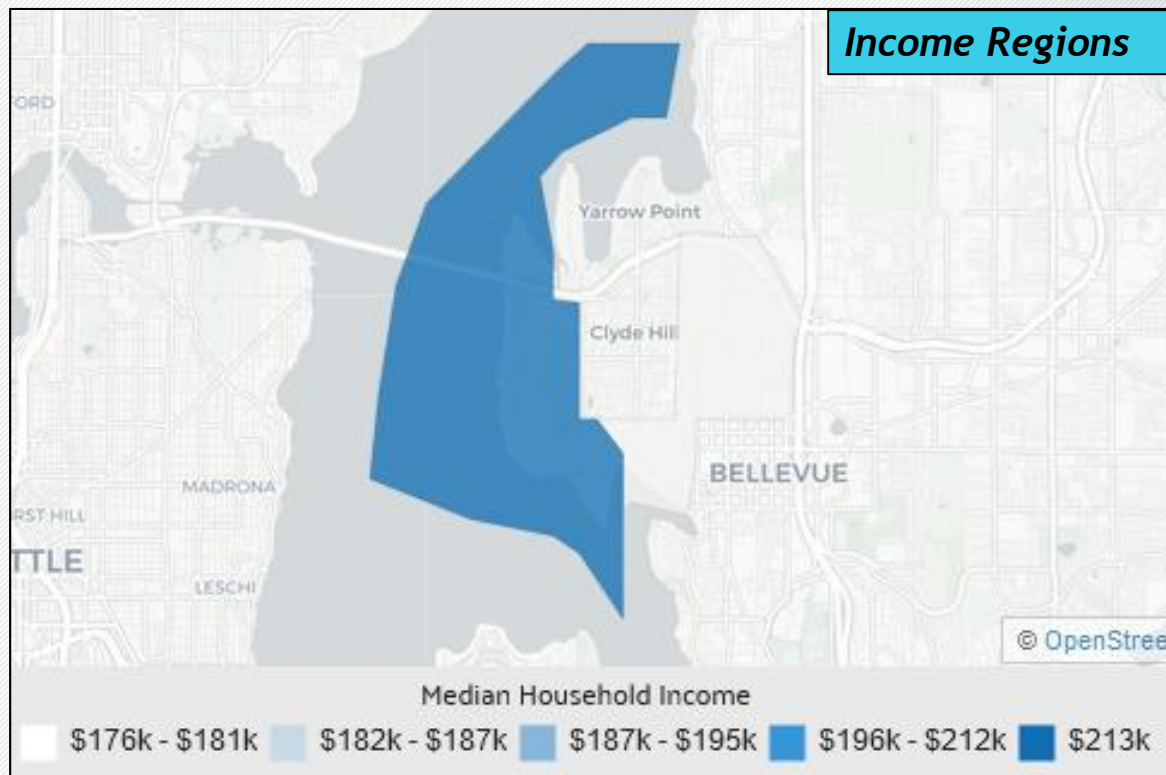 Income Regions
FORD
Yarrow Point
Clyde Hill
BELLEVUE
MADRONA
RST HILL
TTLE
LESCHI
© OpenStree
Median Household Income
$176k - $181k $182k - $187k $187k - $195k $196k - $212k $213k